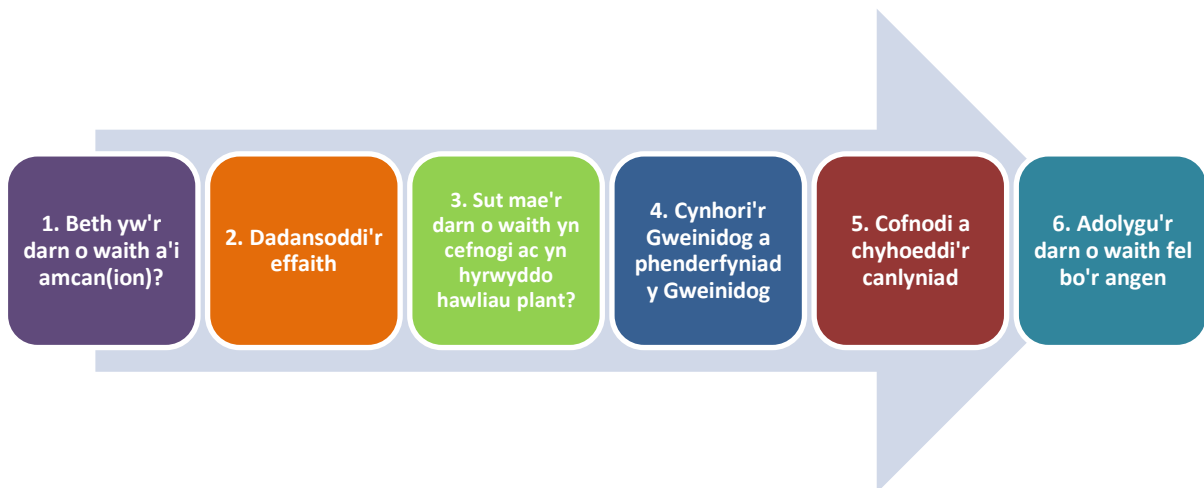 1. Beth yw'r
darn o waith a'i
amcan(ion)?
2. Dadansoddi'r
effaith
3. Sut mae'r
darn o waith yn
cefnogi ac yn
hyrwyddo
hawliau plant?
4. Cynhori'r
Gweinidog a
phenderfyniad
y Gweinidog
5. Cofnodi a
chyhoeddi'r
canlyniad
6. Adolygu'r
darn o waith fel
bo'r angen